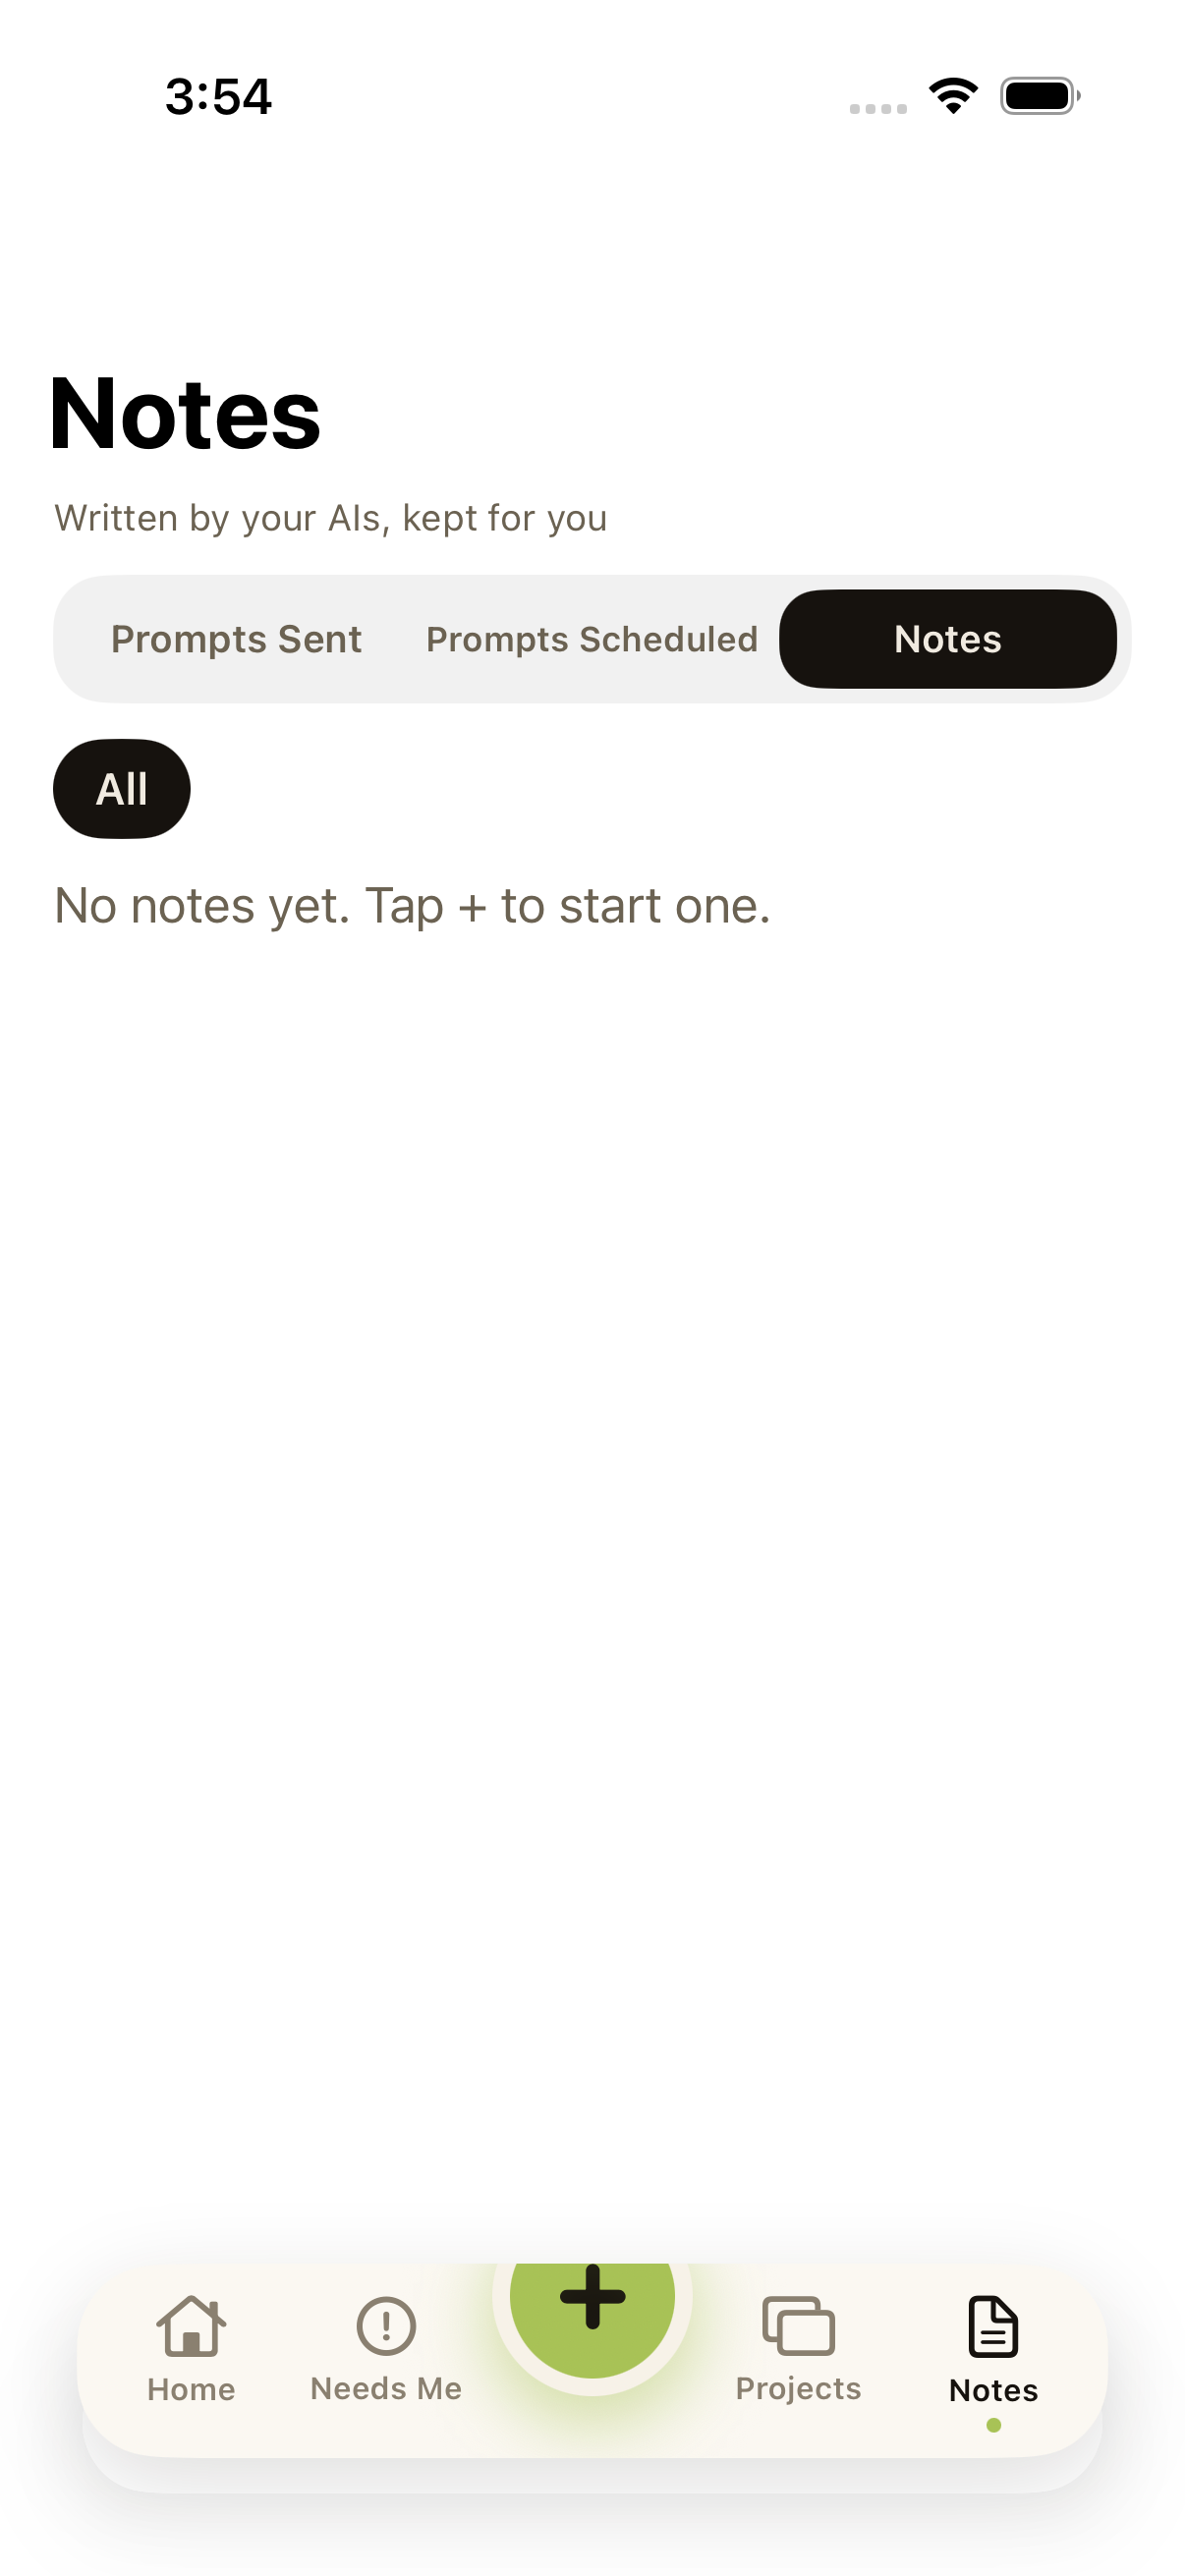 3:54
Notes
Written by your AIs, kept for you
Prompts Sent Prompts Scheduled Notes
All
No notes yet. Tap + to start one.
Home Needs Me Projects Notes